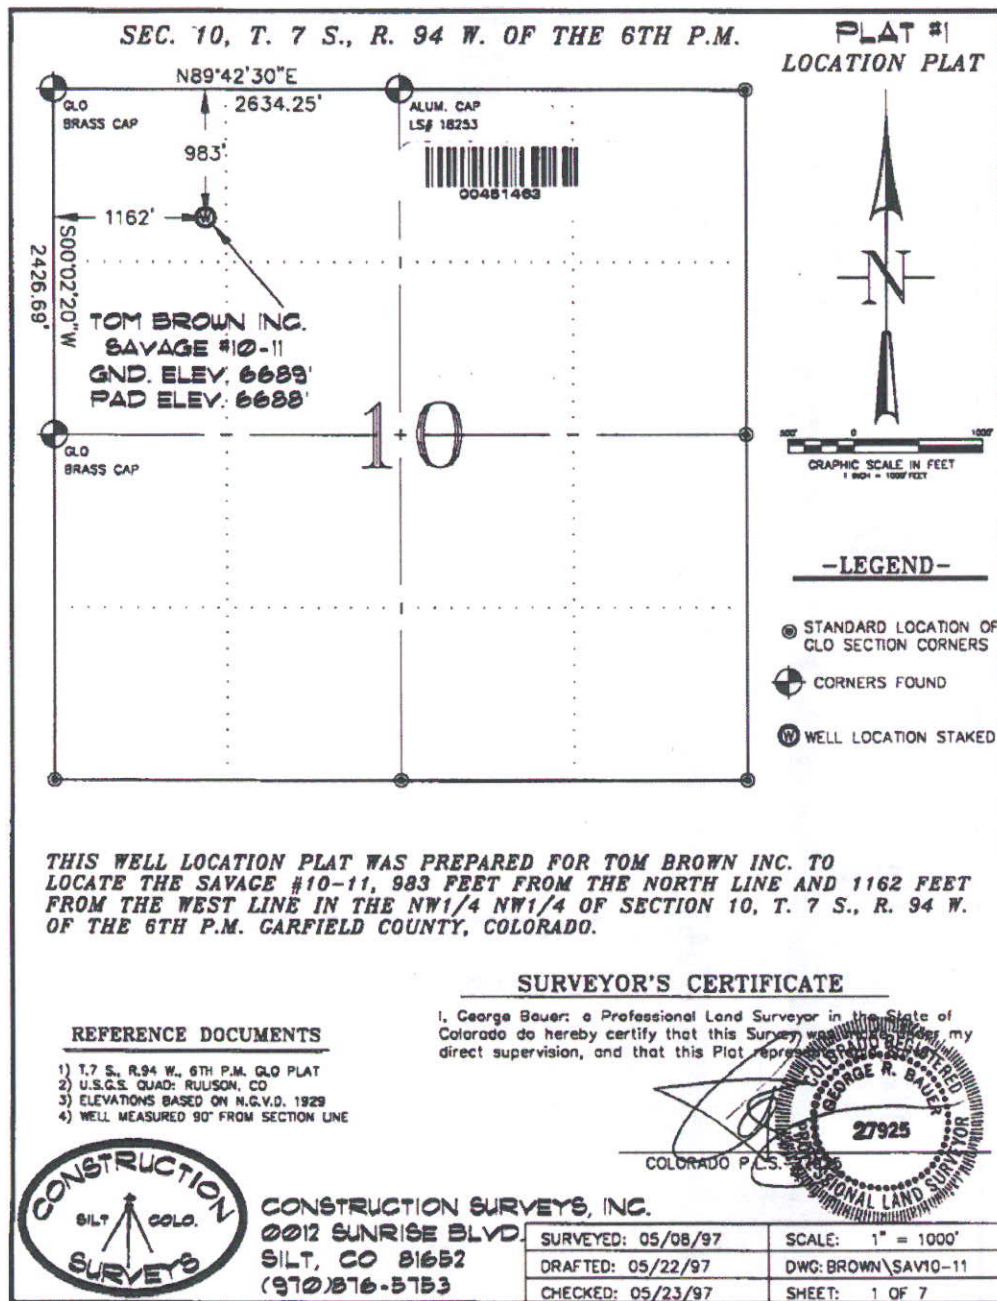 SEC. 10, T. 7 S., R. 94 W. OF THE 6TH P.M.
PLAT #1
LOCATION PLAT
N89°42'30"E
2634.25'
GLO
BRASS CAP
ALUM. CAP
LS# 18253
00451463
983'
1162'
W
S00°02'20"W
2426.69'
TOM BROWN INC.
SAVAGE #10-11
GND. ELEV. 6689'
PAD ELEV. 6688'
10
GLO
BRASS CAP
N
500' 0 1000'
GRAPHIC SCALE IN FEET
1 INCH = 1000' FEET
-LEGEND-
STANDARD LOCATION OF
GLO SECTION CORNERS
CORNERS FOUND
W WELL LOCATION STAKED
THIS WELL LOCATION PLAT WAS PREPARED FOR TOM BROWN INC. TO
LOCATE THE SAVAGE #10-11, 983 FEET FROM THE NORTH LINE AND 1162 FEET
FROM THE WEST LINE IN THE NW1/4 NW1/4 OF SECTION 10, T. 7 S., R. 94 W.
OF THE 6TH P.M. GARFIELD COUNTY, COLORADO.
SURVEYOR'S CERTIFICATE
I, George Bauer: a Professional Land Surveyor in the State of
Colorado do hereby certify that this Survey was my
direct supervision, and that this Plat
COLORADO REGISTERED
GEORGE R. BAUER
27925
PROFESSIONAL LAND SURVEYOR
COLORADO P.L.S.
REFERENCE DOCUMENTS
1) T.7 S., R.94 W., 6TH P.M. GLO PLAT
2) U.S.G.S. QUAD: RULISON, CO
3) ELEVATIONS BASED ON N.G.V.D. 1929
4) WELL MEASURED 90° FROM SECTION LINE
CONSTRUCTION
SILT COLO.
SURVEYS
CONSTRUCTION SURVEYS, INC.
0012 SUNRISE BLVD.
SILT, CO 81652
(970)876-5753
SURVEYED: 05/08/97
SCALE: 1" = 1000'
DRAFTED: 05/22/97
DWG: BROWN\SAV10-11
CHECKED: 05/23/97
SHEET: 1 OF 7